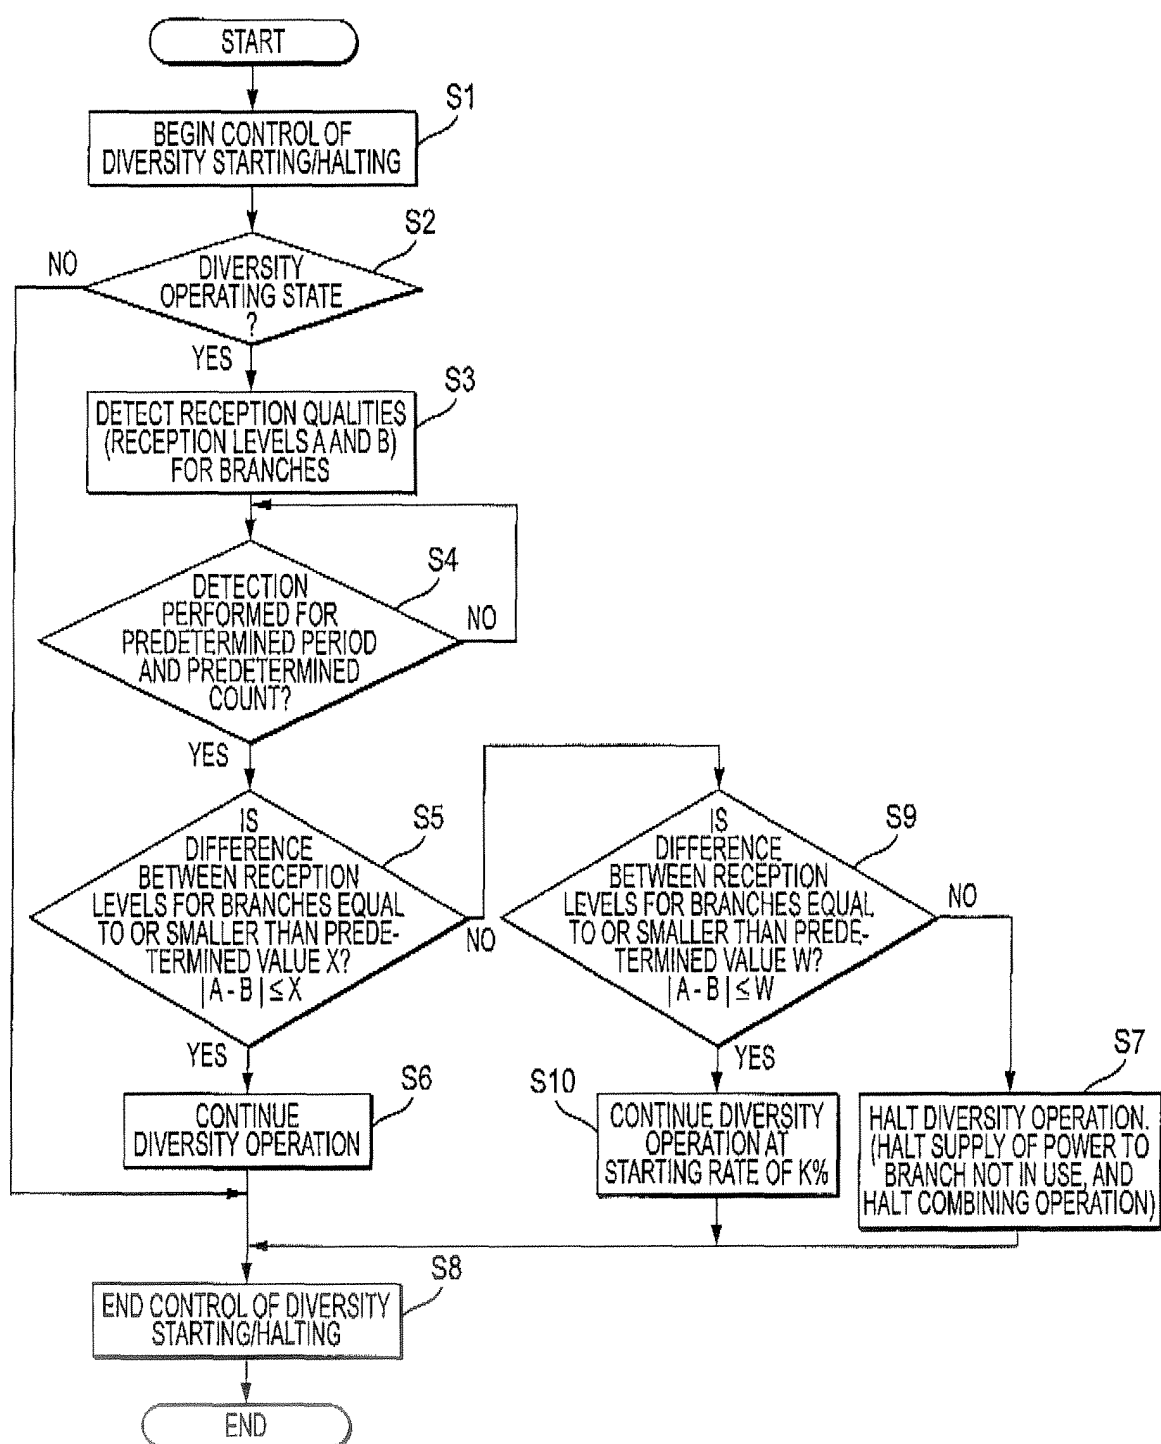 START
S1
BEGIN CONTROL OF
DIVERSITY STARTING/HALTING
S2
NO
DIVERSITY
OPERATING STATE
?
YES
S3
DETECT RECEPTION QUALITIES
(RECEPTION LEVELS A AND B)
FOR BRANCHES
S4
DETECTION
PERFORMED FOR
PREDETERMINED PERIOD
AND PREDETERMINED
COUNT?
NO
YES
S5
IS
DIFFERENCE
BETWEEN RECEPTION
LEVELS FOR BRANCHES EQUAL
TO OR SMALLER THAN PREDE-
TERMINED VALUE X?
|A - B| ≤ X
NO
YES
S9
IS
DIFFERENCE
BETWEEN RECEPTION
LEVELS FOR BRANCHES EQUAL
TO OR SMALLER THAN PREDE-
TERMINED VALUE W?
|A - B| ≤ W
NO
YES
S6
CONTINUE
DIVERSITY OPERATION
S10
CONTINUE DIVERSITY
OPERATION AT
STARTING RATE OF K%
S7
HALT DIVERSITY OPERATION.
(HALT SUPPLY OF POWER TO
BRANCH NOT IN USE, AND
HALT COMBINING OPERATION)
S8
END CONTROL OF DIVERSITY
STARTING/HALTING
END